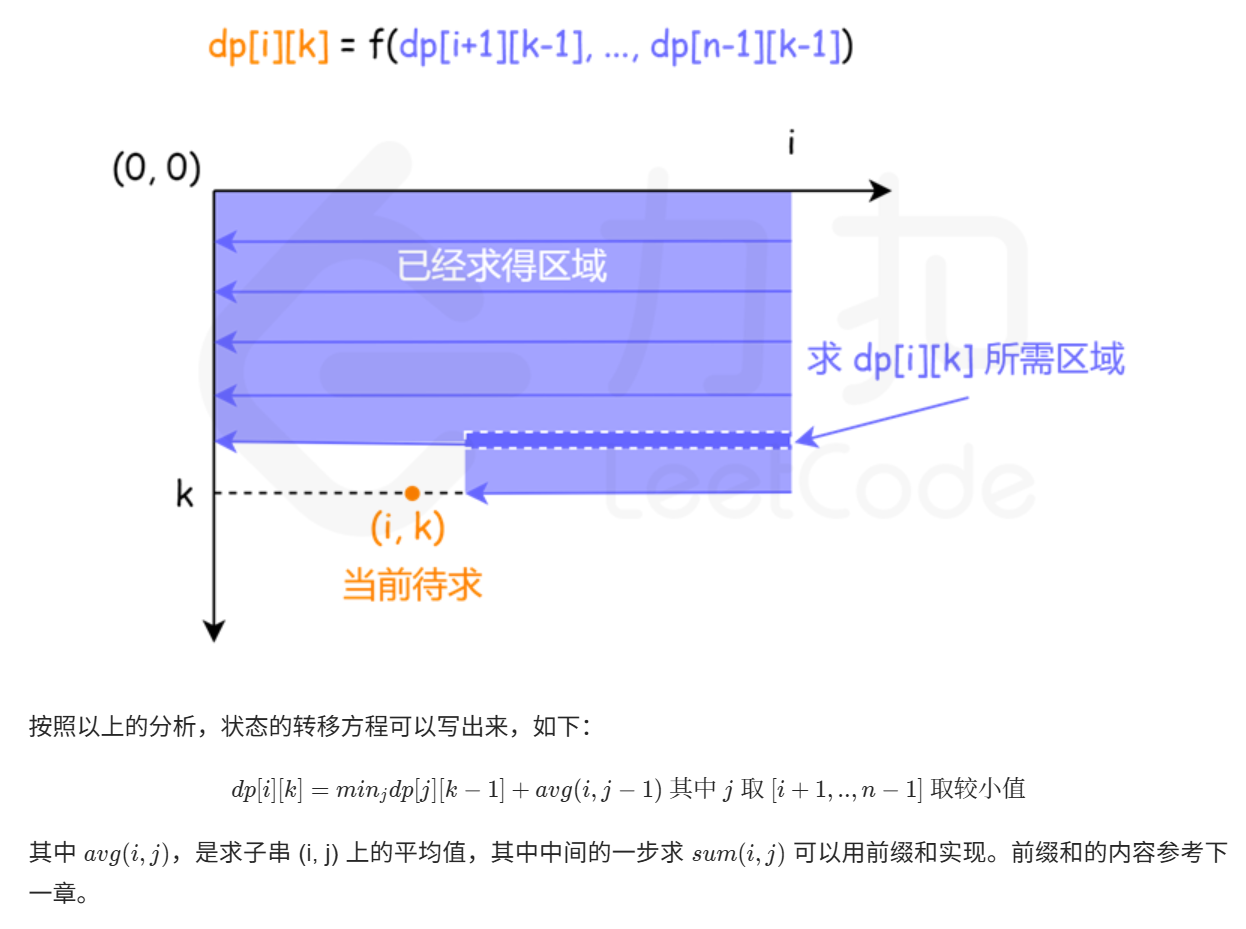 dp[i][k] = f(dp[i+1][k-1], ..., dp[n-1][k-1])
i
(0, 0)
已经求得区域
力扣
求 dp[i][k] 所需区域
LeetCode
k
(i, k)
当前待求
按照以上的分析，状态的转移方程可以写出来，如下：
dp[i][k] = min_j dp[j][k − 1] + avg(i, j − 1) 其中 j 取 [i + 1, .., n − 1] 取较小值
其中 avg(i, j)，是求子串 (i, j) 上的平均值，其中中间的一步求 sum(i, j) 可以用前缀和实现。前缀和的内容参考下
一章。